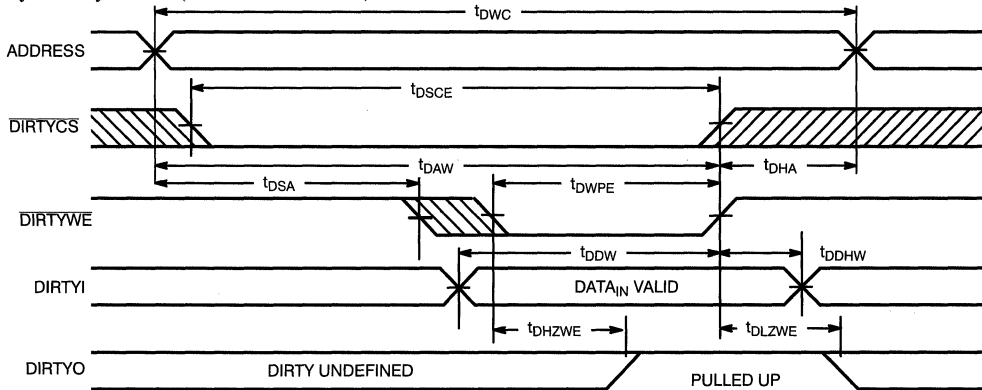 tDWC
ADDRESS
tDSCE
DIRTYCS
tDAW
tDHA
tDSA
tDWPE
DIRTYWE
tDDW
tDDHW
DIRTYI
DATAIN VALID
tDHZWE
tDLZWE
DIRTYO
DIRTY UNDEFINED
PULLED UP